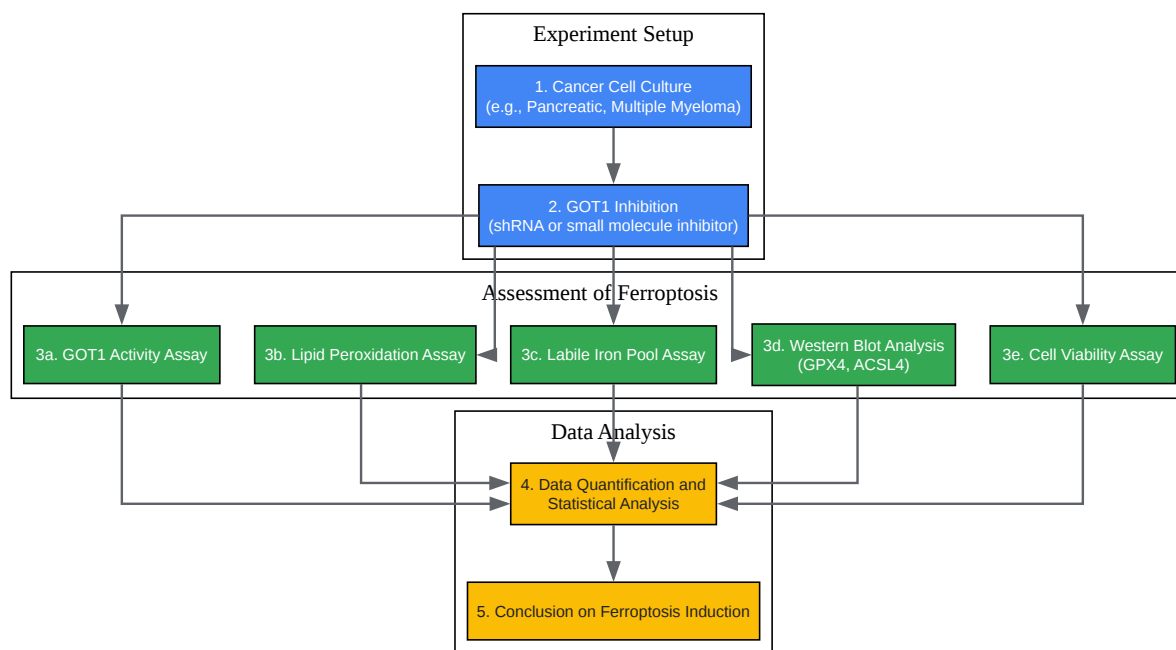 Experiment Setup
1. Cancer Cell Culture
(e.g., Pancreatic, Multiple Myeloma)
2. GOT1 Inhibition
(shRNA or small molecule inhibitor)
Assessment of Ferroptosis
3a. GOT1 Activity Assay
3b. Lipid Peroxidation Assay
3c. Labile Iron Pool Assay
3d. Western Blot Analysis
(GPX4, ACSL4)
3e. Cell Viability Assay
Data Analysis
4. Data Quantification and
Statistical Analysis
5. Conclusion on Ferroptosis Induction